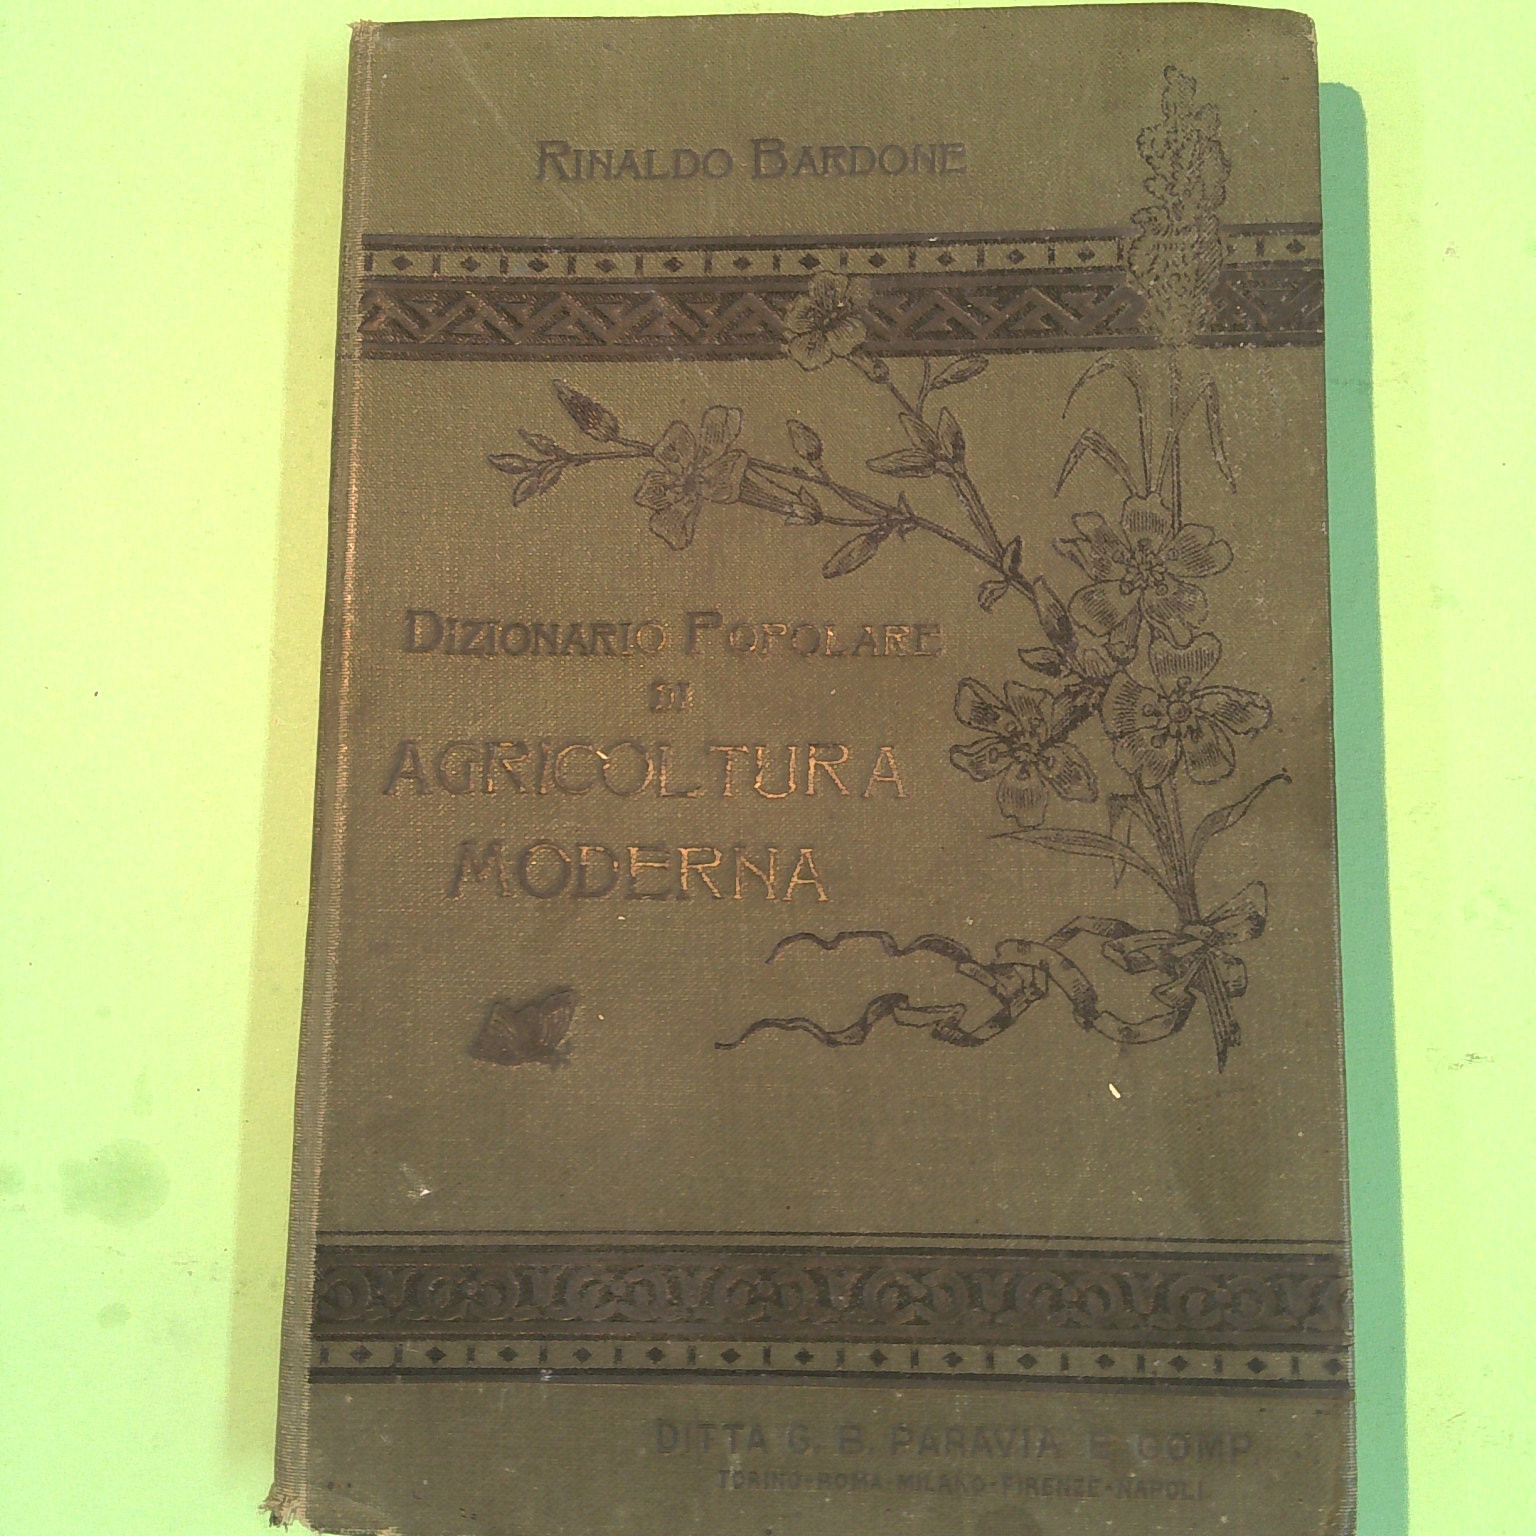 RINALDO BARDONE
DIZIONARIO POPOLARE
DI
AGRICOLTURA
MODERNA
DITTA G. B. PARAVIA E COMP.
TORINO-ROMA-MILANO-FIRENZE-NAPOLI